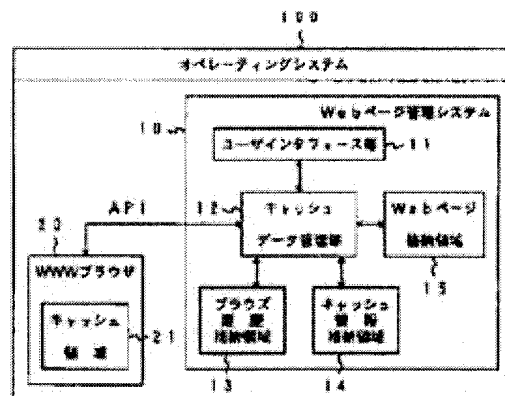 100
オペレーティングシステム
Webページ管理システム
10
ユーザインタフェース部
11
API
12
キャッシュ
データ管理部
Webページ
格納領域
15
20
WWWブラウザ
キャッシュ
領域
21
ブラウズ
履歴
格納領域
13
キャッシュ
情報
格納領域
14